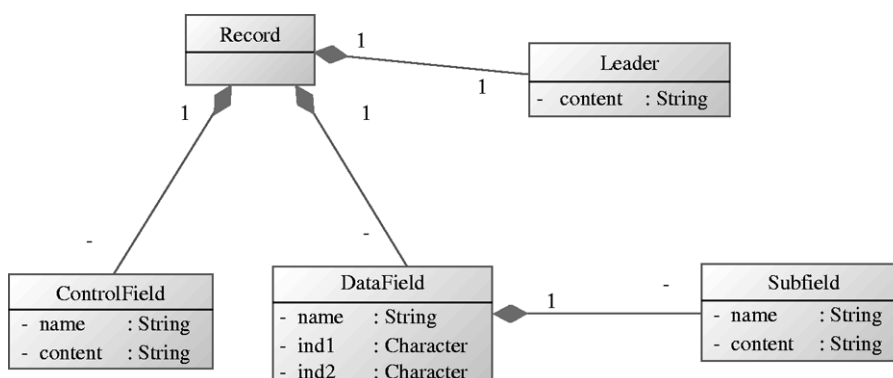 Record
1
1
Leader
- content : String
1
1
-
-
ControlField
- name : String
- content : String
DataField
- name : String
- ind1 : Character
- ind2 : Character
1
-
Subfield
- name : String
- content : String